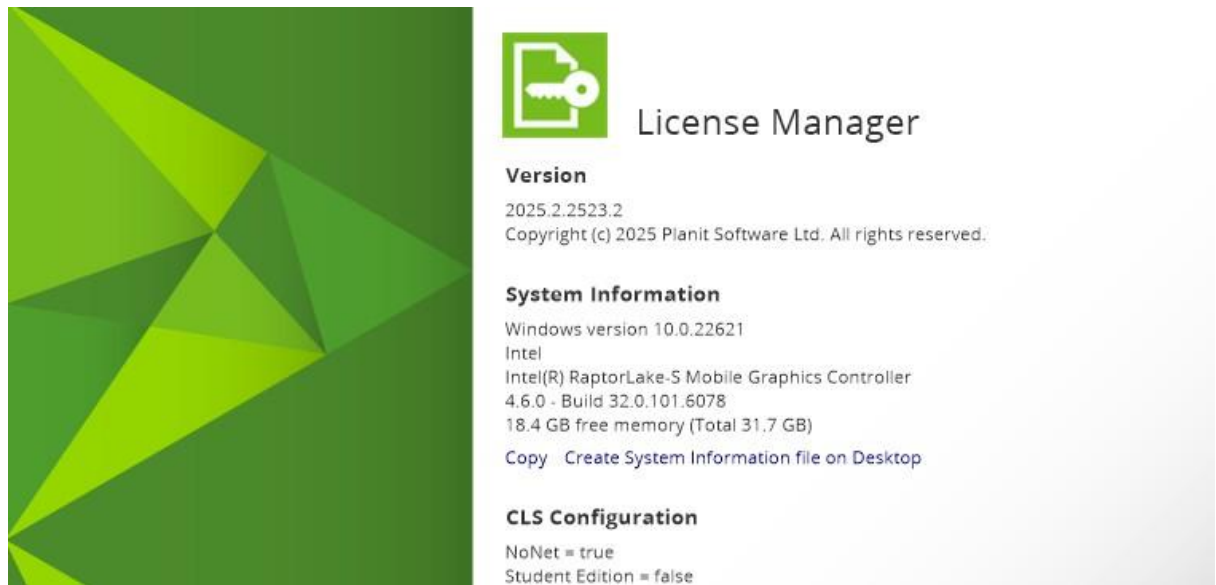 License Manager
Version
2025.2.2523.2
Copyright (c) 2025 Planit Software Ltd. All rights reserved.
System Information
Windows version 10.0.22621
Intel
Intel(R) RaptorLake-S Mobile Graphics Controller
4.6.0 - Build 32.0.101.6078
18.4 GB free memory (Total 31.7 GB)
Copy Create System Information file on Desktop
CLS Configuration
NoNet = true
Student Edition = false